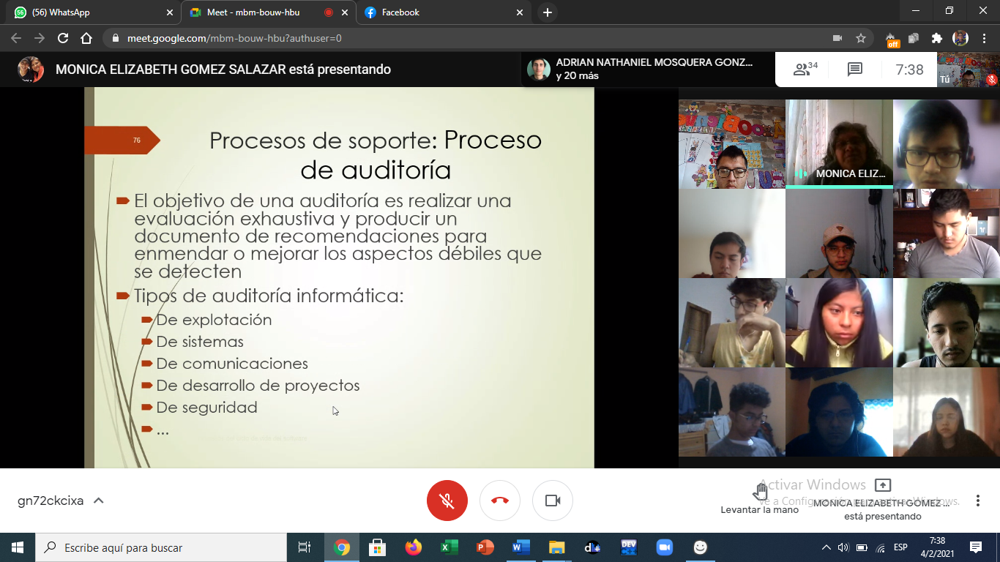 (56) WhatsApp
Meet - mbm-bouw-hbu
Facebook
meet.google.com/mbm-bouw-hbu?authuser=0
off
MONICA ELIZABETH GOMEZ SALAZAR está presentando
ADRIAN NATHANIEL MOSQUERA GONZ...
y 20 más
34
7:38
Tú
76
Procesos de soporte: Proceso
de auditoría
El objetivo de una auditoría es realizar una
evaluación exhaustiva y producir un
documento de recomendaciones para
enmendar o mejorar los aspectos débiles que
se detecten
Tipos de auditoría informática:
De explotación
De sistemas
De comunicaciones
De desarrollo de proyectos
De seguridad
...
MONICA ELIZ...
gn72ckcixa
Levantar la mano
Activar Windows
Ve a Configuración para activar Windows.
MONICA ELIZABETH GOMEZ ...
está presentando
Escribe aquí para buscar
DEV
ESP
7:38
4/2/2021